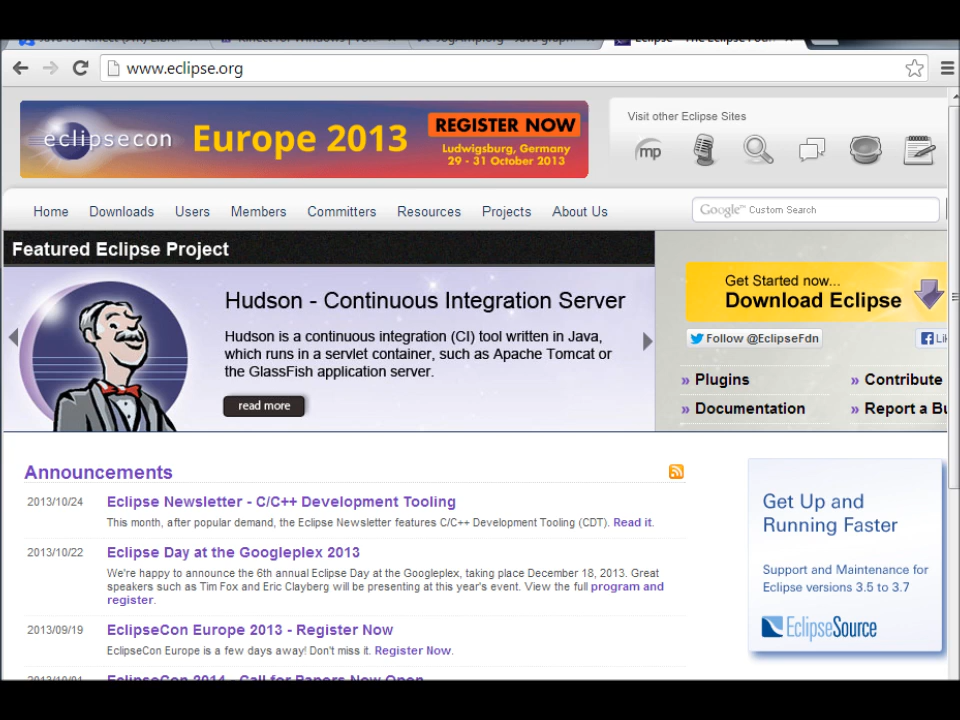 www.eclipse.org
eclipsecon Europe 2013 REGISTER NOW
Ludwigsburg, Germany
29 - 31 October 2013
Visit other Eclipse Sites
mp
Home Downloads Users Members Committers Resources Projects About Us
Google™ Custom Search
Featured Eclipse Project
Hudson - Continuous Integration Server
Hudson is a continuous integration (CI) tool written in Java,
which runs in a servlet container, such as Apache Tomcat or
the GlassFish application server.
read more
Get Started now...
Download Eclipse
Follow @EclipseFdn
» Plugins » Contribute
» Documentation » Report a Bu
Announcements
2013/10/24 Eclipse Newsletter - C/C++ Development Tooling
This month, after popular demand, the Eclipse Newsletter features C/C++ Development Tooling (CDT). Read it.
2013/10/22 Eclipse Day at the Googleplex 2013
We're happy to announce the 6th annual Eclipse Day at the Googleplex, taking place December 18, 2013. Great
speakers such as Tim Fox and Eric Clayberg will be presenting at this year's event. View the full program and
register.
2013/09/19 EclipseCon Europe 2013 - Register Now
EclipseCon Europe is a few days away! Don't miss it. Register Now.
EclipseCon 2014 - Call for Papers Now Open
Get Up and
Running Faster
Support and Maintenance for
Eclipse versions 3.5 to 3.7
EclipseSource